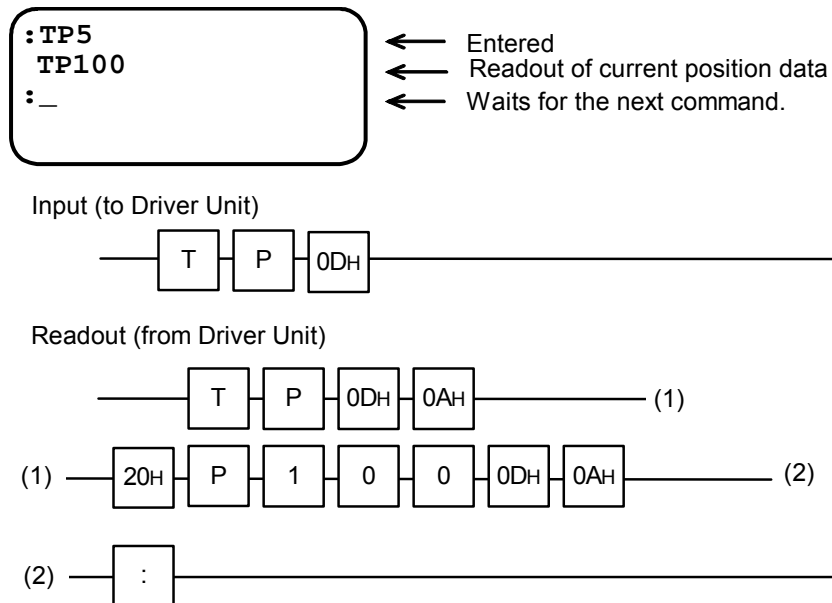 :TP5
TP100
:_
Entered
Readout of current position data
Waits for the next command.
Input (to Driver Unit)
T P 0DH
Readout (from Driver Unit)
T P 0DH 0AH (1)
(1) 20H P 1 0 0 0DH 0AH (2)
(2) :